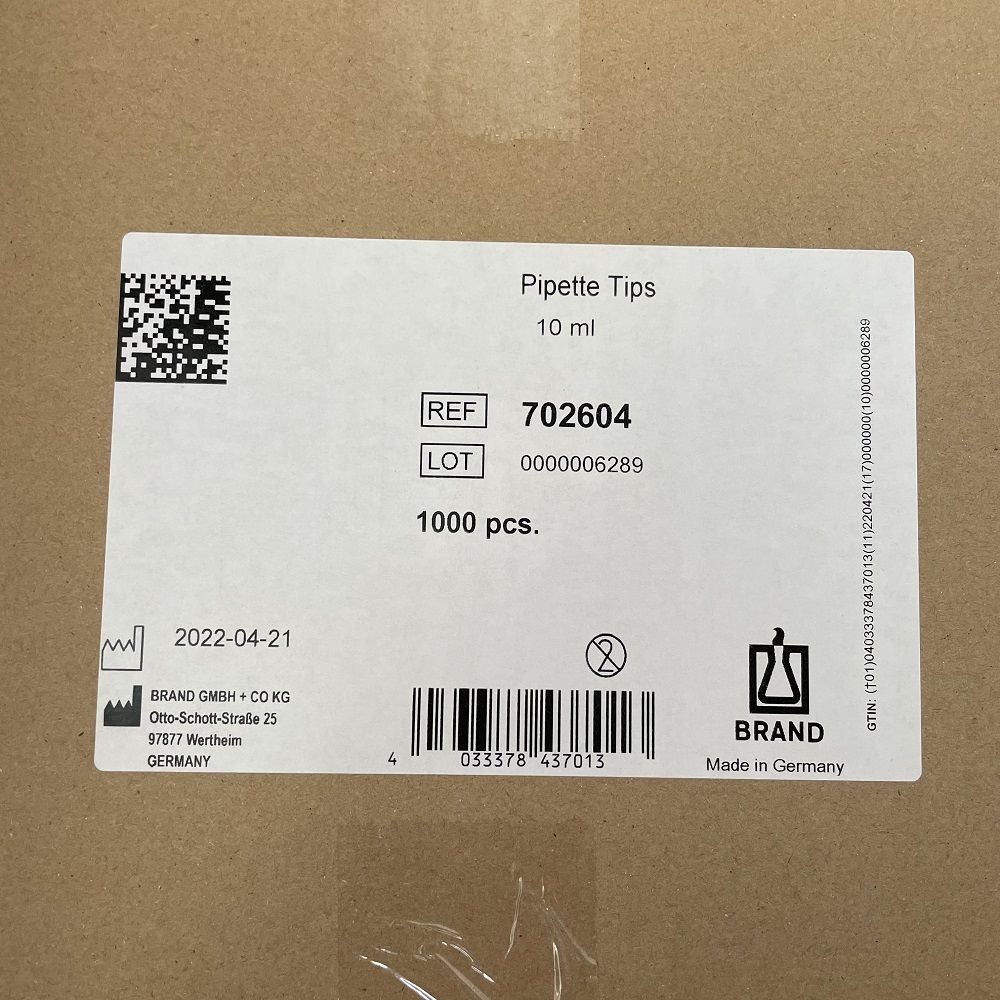 Pipette Tips
10 ml
REF 702604
LOT 0000006289
1000 pcs.
2022-04-21
2
BRAND GMBH + CO KG
Otto-Schott-Straße 25
97877 Wertheim
GERMANY
4 033378 437013
BRAND
Made in Germany
GTIN: (†01)04033378437013(11)220421(17)000000(10)0000006289